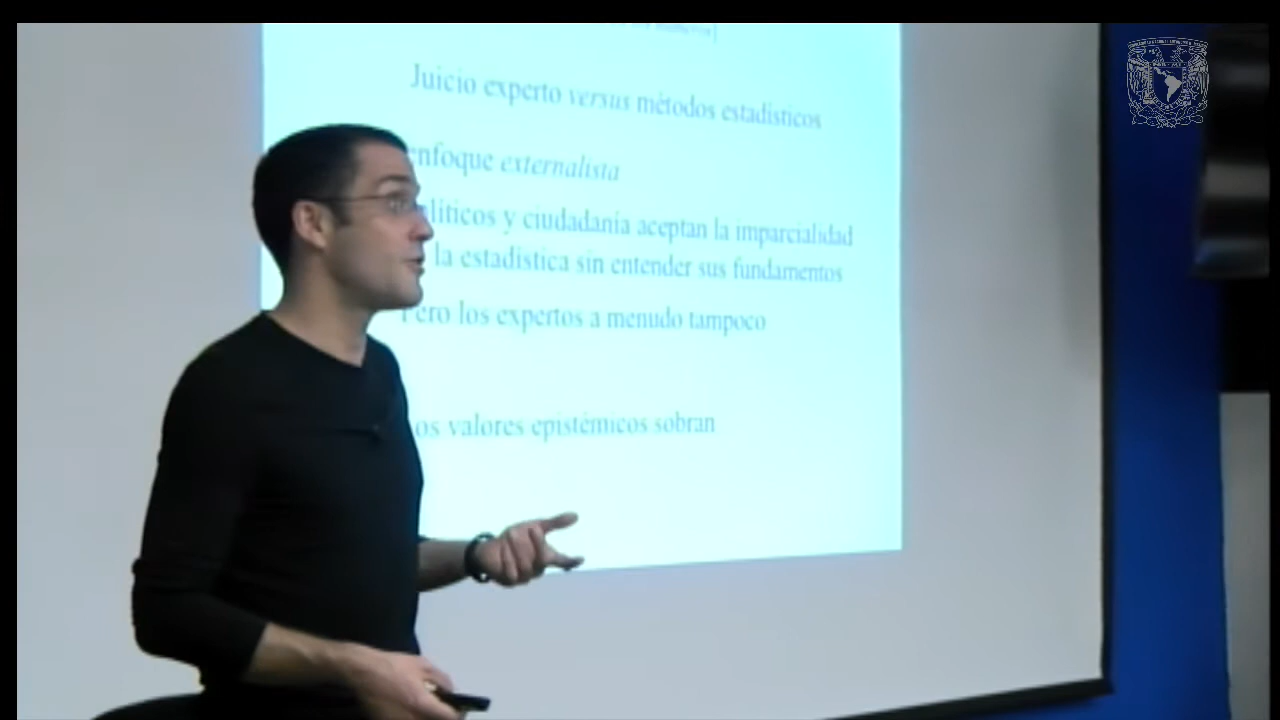 Juicio experto versus métodos estadísticos
enfoque externalista
líticos y ciudadanía aceptan la imparcialidad
la estadística sin entender sus fundamentos
Pero los expertos a menudo tampoco
os valores epistémicos sobran